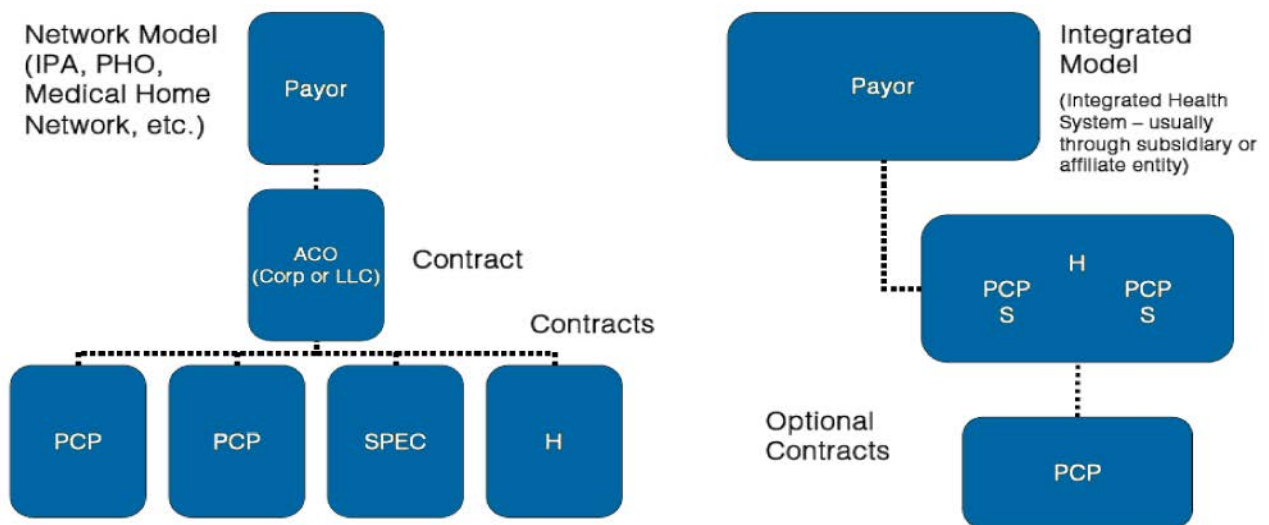 Network Model
(IPA, PHO,
Medical Home
Network, etc.)
Payor
ACO
(Corp or LLC)
Contract
Contracts
PCP
PCP
SPEC
H
Payor
Integrated
Model
(Integrated Health
System – usually
through subsidiary or
affiliate entity)
H
PCP
S
PCP
S
Optional
Contracts
PCP